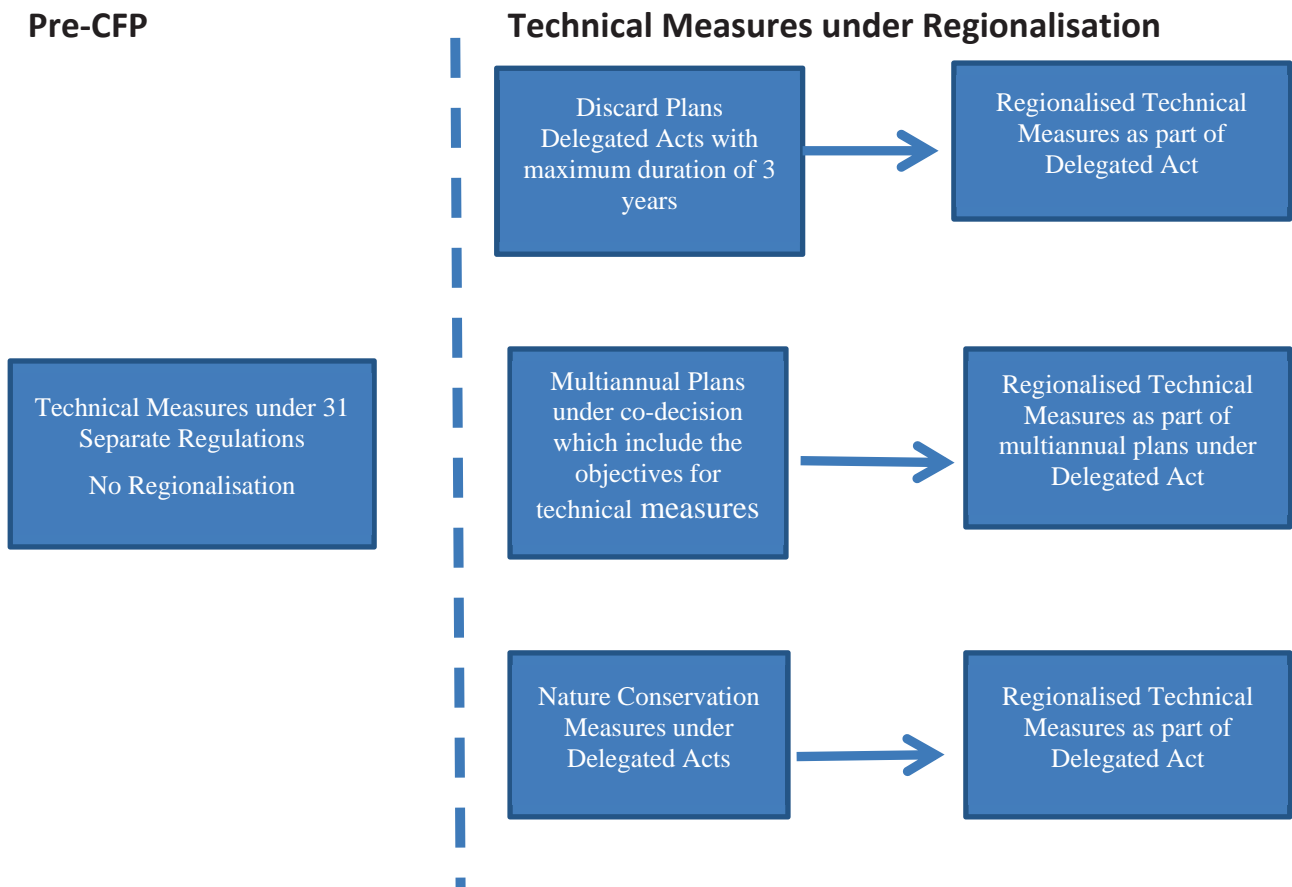 Pre-CFP
Technical Measures under Regionalisation
Discard Plans
Delegated Acts with
maximum duration of 3
years
Regionalised Technical
Measures as part of
Delegated Act
Technical Measures under 31
Separate Regulations
No Regionalisation
Multiannual Plans
under co-decision
which include the
objectives for
technical measures
Regionalised Technical
Measures as part of
multiannual plans under
Delegated Act
Nature Conservation
Measures under
Delegated Acts
Regionalised Technical
Measures as part of
Delegated Act